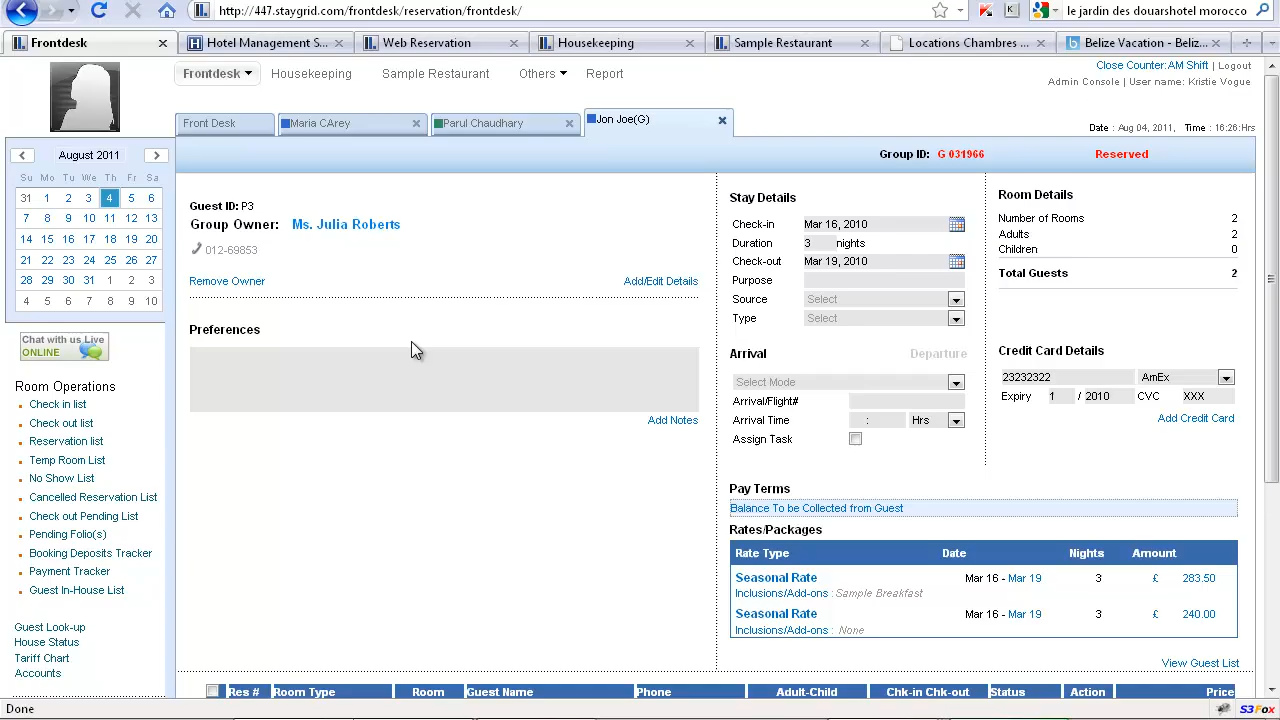 http://447.staygrid.com/frontdesk/reservation/frontdesk/
le jardin des douarshotel morocco
Frontdesk
Hotel Management S...
Web Reservation
Housekeeping
Sample Restaurant
Locations Chambres ...
Belize Vacation - Beliz...
Frontdesk
Housekeeping
Sample Restaurant
Others
Report
Close Counter:AM Shift | Logout
Admin Console | User name: Kristie Vogue
Front Desk
Maria CArey
Parul Chaudhary
Jon Joe(G)
Date : Aug 04, 2011, Time : 16:26:Hrs
Group ID: G 031966
Reserved
August 2011
Su Mo Tu We Th Fr Sa
31 1 2 3 4 5 6
7 8 9 10 11 12 13
14 15 16 17 18 19 20
21 22 23 24 25 26 27
28 29 30 31 1 2 3
4 5 6 7 8 9 10
Chat with us Live
ONLINE
Room Operations
Check in list
Check out list
Reservation list
Temp Room List
No Show List
Cancelled Reservation List
Check out Pending List
Pending Folio(s)
Booking Deposits Tracker
Payment Tracker
Guest In-House List
Guest Look-up
House Status
Tariff Chart
Accounts
Guest ID: P3
Group Owner: Ms. Julia Roberts
012-69853
Remove Owner
Add/Edit Details
Preferences
Add Notes
Stay Details
Check-in Mar 16, 2010
Duration 3 nights
Check-out Mar 19, 2010
Purpose
Source Select
Type Select
Arrival Departure
Select Mode
Arrival/Flight#
Arrival Time : Hrs
Assign Task
Room Details
Number of Rooms 2
Adults 2
Children 0
Total Guests 2
Credit Card Details
23232322 AmEx
Expiry 1 / 2010 CVC XXX
Add Credit Card
Pay Terms
Balance To be Collected from Guest
Rates/Packages
Rate Type Date Nights Amount
Seasonal Rate Mar 16 - Mar 19 3 £ 283.50
Inclusions/Add-ons : Sample Breakfast
Seasonal Rate Mar 16 - Mar 19 3 £ 240.00
Inclusions/Add-ons : None
View Guest List
Res # Room Type Room Guest Name Phone Adult-Child Chk-in Chk-out Status Action Price
Done
S3Fox